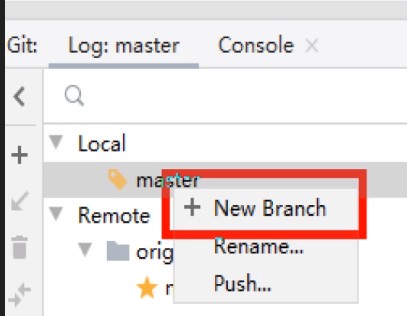 Git: Log: master Console
Local
master
New Branch
Remote
Rename...
Push...